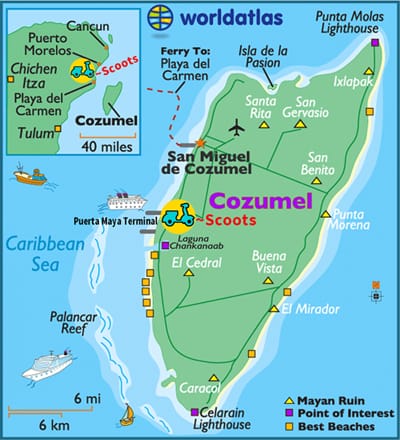 Cancun
Puerto
Morelos
~Scoots
Chichen
Itza
Playa del
Carmen
Cozumel
Tulum
40 miles
worldatlas
Ferry To:
Playa del
Carmen
Isla de la
Pasion
Punta Molas
Lighthouse
Ixlapak
Santa
Rita
San
Gervasio
San Miguel
de Cozumel
San
Benito
Cozumel
~Scoots
Puerta Maya Terminal
Punta
Morena
Laguna
Chankanaab
Caribbean
Sea
El Cedral
Buena
Vista
El Mirador
Palancar
Reef
Caracol
6 mi
6 km
Celarain
Lighthouse
Mayan Ruin
Point of Interest
Best Beaches